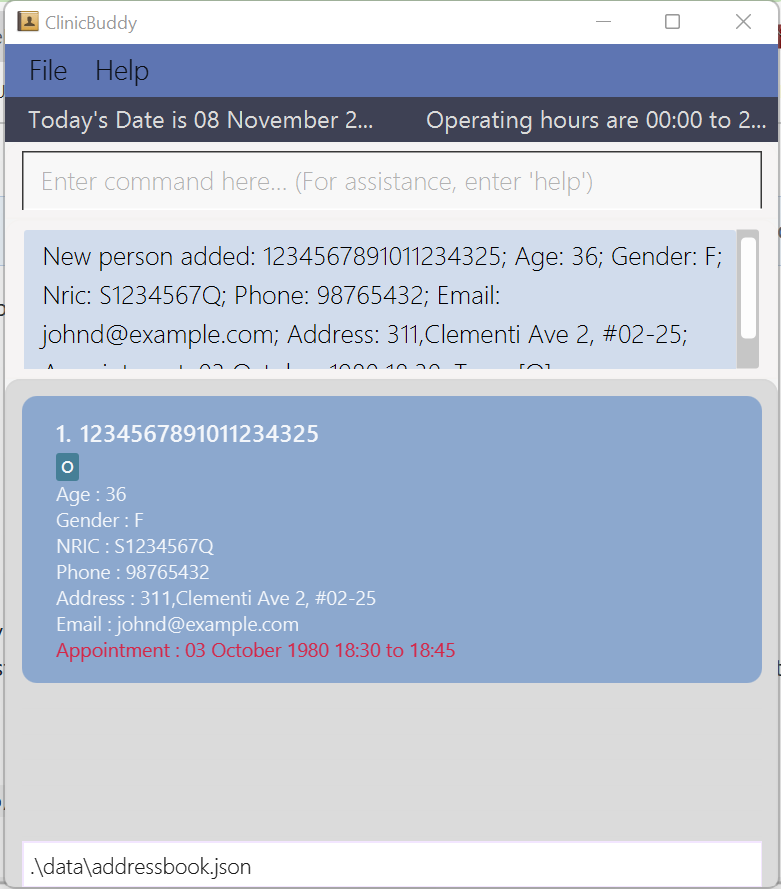 ClinicBuddy
File Help
Today's Date is 08 November 2... Operating hours are 00:00 to 2...
Enter command here... (For assistance, enter 'help')
New person added: 1234567891011234325; Age: 36; Gender: F;
Nric: S1234567Q; Phone: 98765432; Email:
johnd@example.com; Address: 311,Clementi Ave 2, #02-25;
1. 1234567891011234325
O
Age : 36
Gender : F
NRIC : S1234567Q
Phone : 98765432
Address : 311,Clementi Ave 2, #02-25
Email : johnd@example.com
Appointment : 03 October 1980 18:30 to 18:45
.\data\addressbook.json